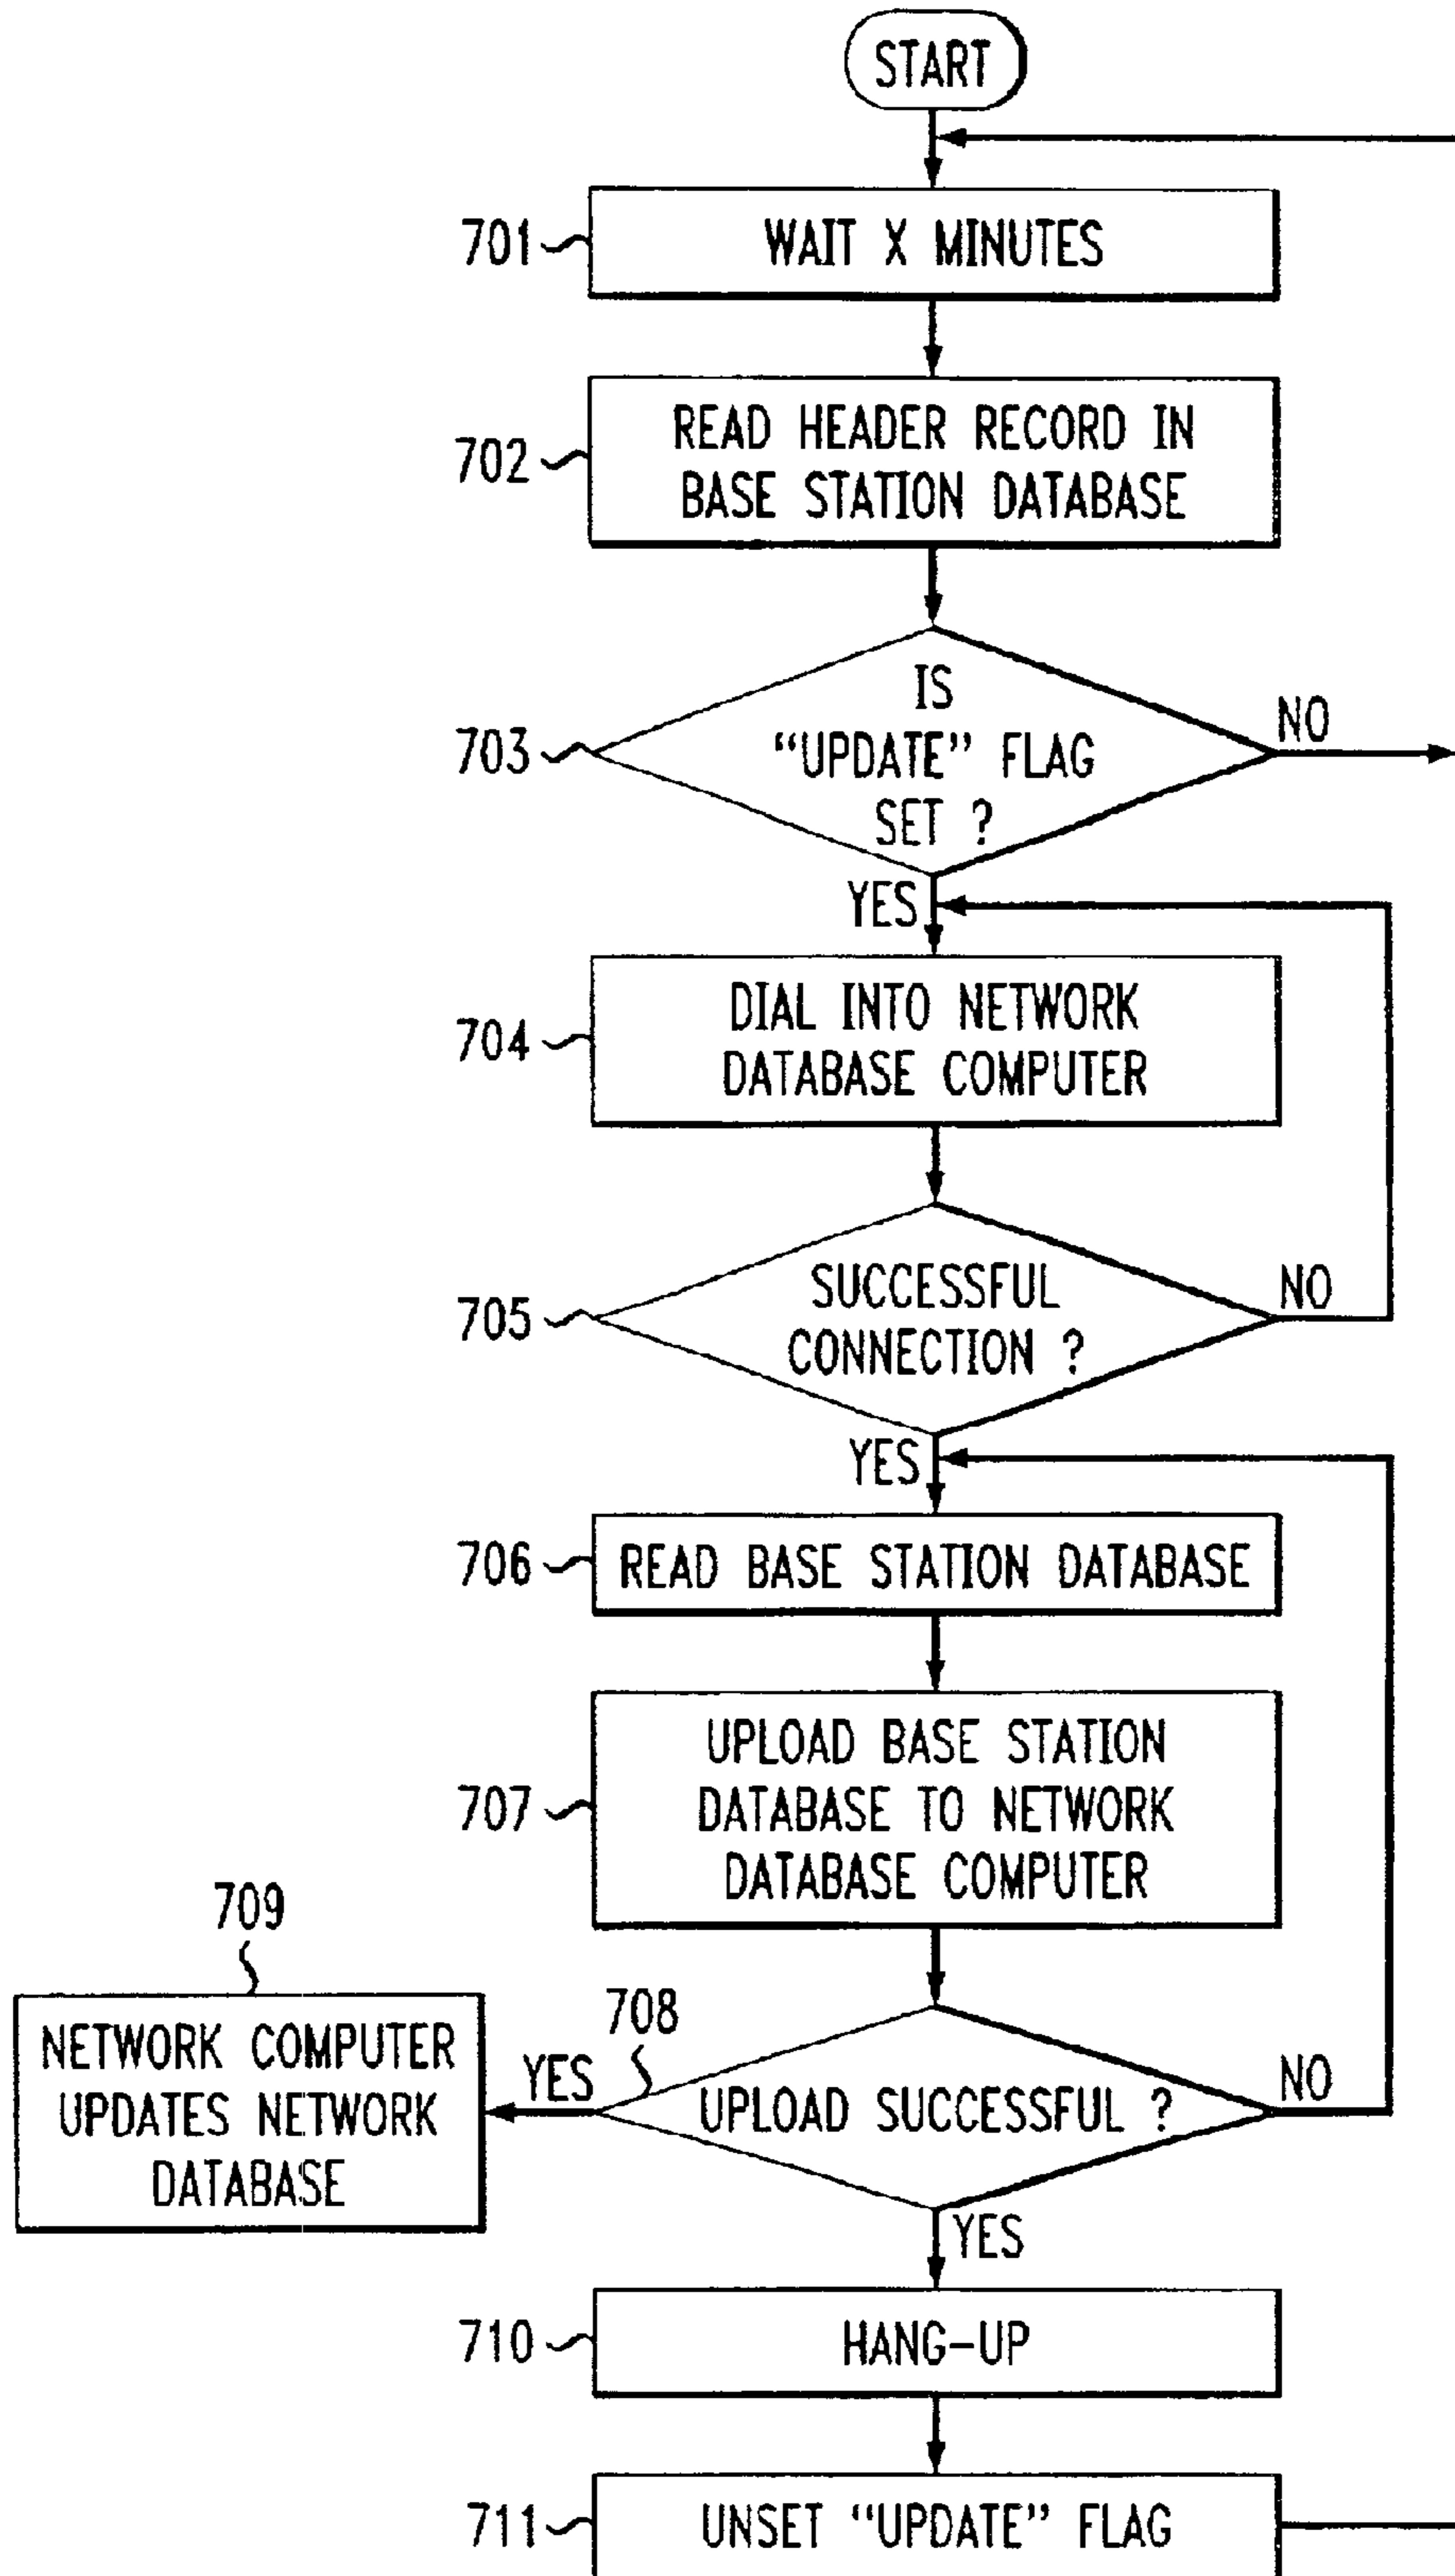 START
701
WAIT X MINUTES
702
READ HEADER RECORD IN
BASE STATION DATABASE
703
IS
“UPDATE” FLAG
SET ?
NO
YES
704
DIAL INTO NETWORK
DATABASE COMPUTER
705
SUCCESSFUL
CONNECTION ?
NO
YES
706
READ BASE STATION DATABASE
707
UPLOAD BASE STATION
DATABASE TO NETWORK
DATABASE COMPUTER
709
NETWORK COMPUTER
UPDATES NETWORK
DATABASE
YES
708
UPLOAD SUCCESSFUL ?
NO
YES
710
HANG-UP
711
UNSET “UPDATE” FLAG